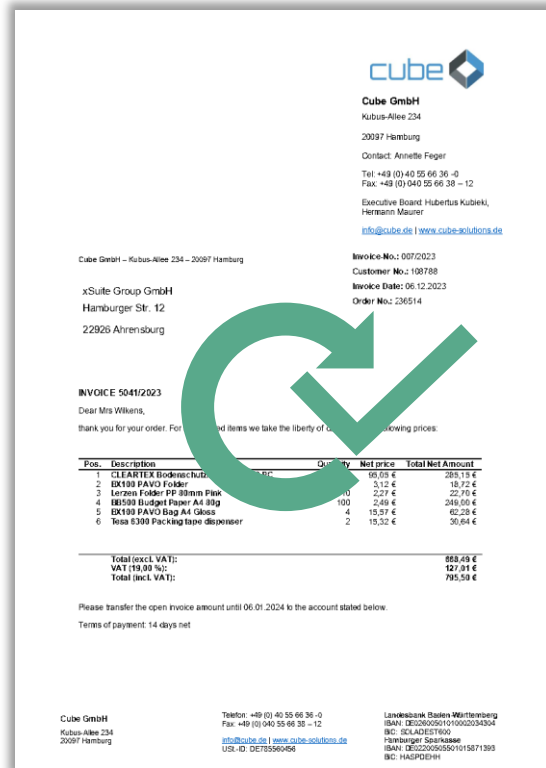 cube
Cube GmbH
Kubus-Allee 234
20097 Hamburg
Contact: Annette Feger
Tel: +49 (0) 40 55 66 36 -0
Fax: +49 (0) 040 55 66 38 – 12
Executive Board: Hubertus Kubieki,
Hermann Maurer
info@cube.de | www.cube-solutions.de
Cube GmbH – Kubus-Allee 234 – 20097 Hamburg
Invoice-No.: 007/2023
Customer No.: 108788
Invoice Date: 06.12.2023
Order No.: 236514
xSuite Group GmbH
Hamburger Str. 12
22926 Ahrensburg
INVOICE 5041/2023
Dear Mrs Wilkens,
thank you for your order. For ed items we take the liberty of owing prices:
Pos. Description Net price Total Net Amount
1 CLEARTEX Bodenschutz 95,05 € 285,15 €
2 BX100 PAVO Folder 3,12 € 18,72 €
3 Lerzen Folder PP 80mm Pink 10 2,27 € 22,70 €
4 BB500 Budget Paper A4 80g 100 2,49 € 249,00 €
5 BX100 PAVO Bag A4 Gloss 4 15,57 € 62,28 €
6 Tesa 6300 Packing tape dispenser 2 15,32 € 30,64 €
Total (excl. VAT): 668,49 €
VAT (19,00 %): 127,01 €
Total (incl. VAT): 795,50 €
Please transfer the open invoice amount until 06.01.2024 to the account stated below.
Terms of payment: 14 days net
Cube GmbH
Kubus-Allee 234
20097 Hamburg
Telefon: +49 (0) 40 55 66 36 -0
Fax: +49 (0) 040 55 66 38 – 12
info@cube.de | www.cube-solutions.de
USt.-ID: DE785560456
Landesbank Baden-Württemberg
IBAN: DE02600501010002034304
BIC: SOLADEST600
Hamburger Sparkasse
IBAN: DE02200505501015871393
BIC: HASPDEHH